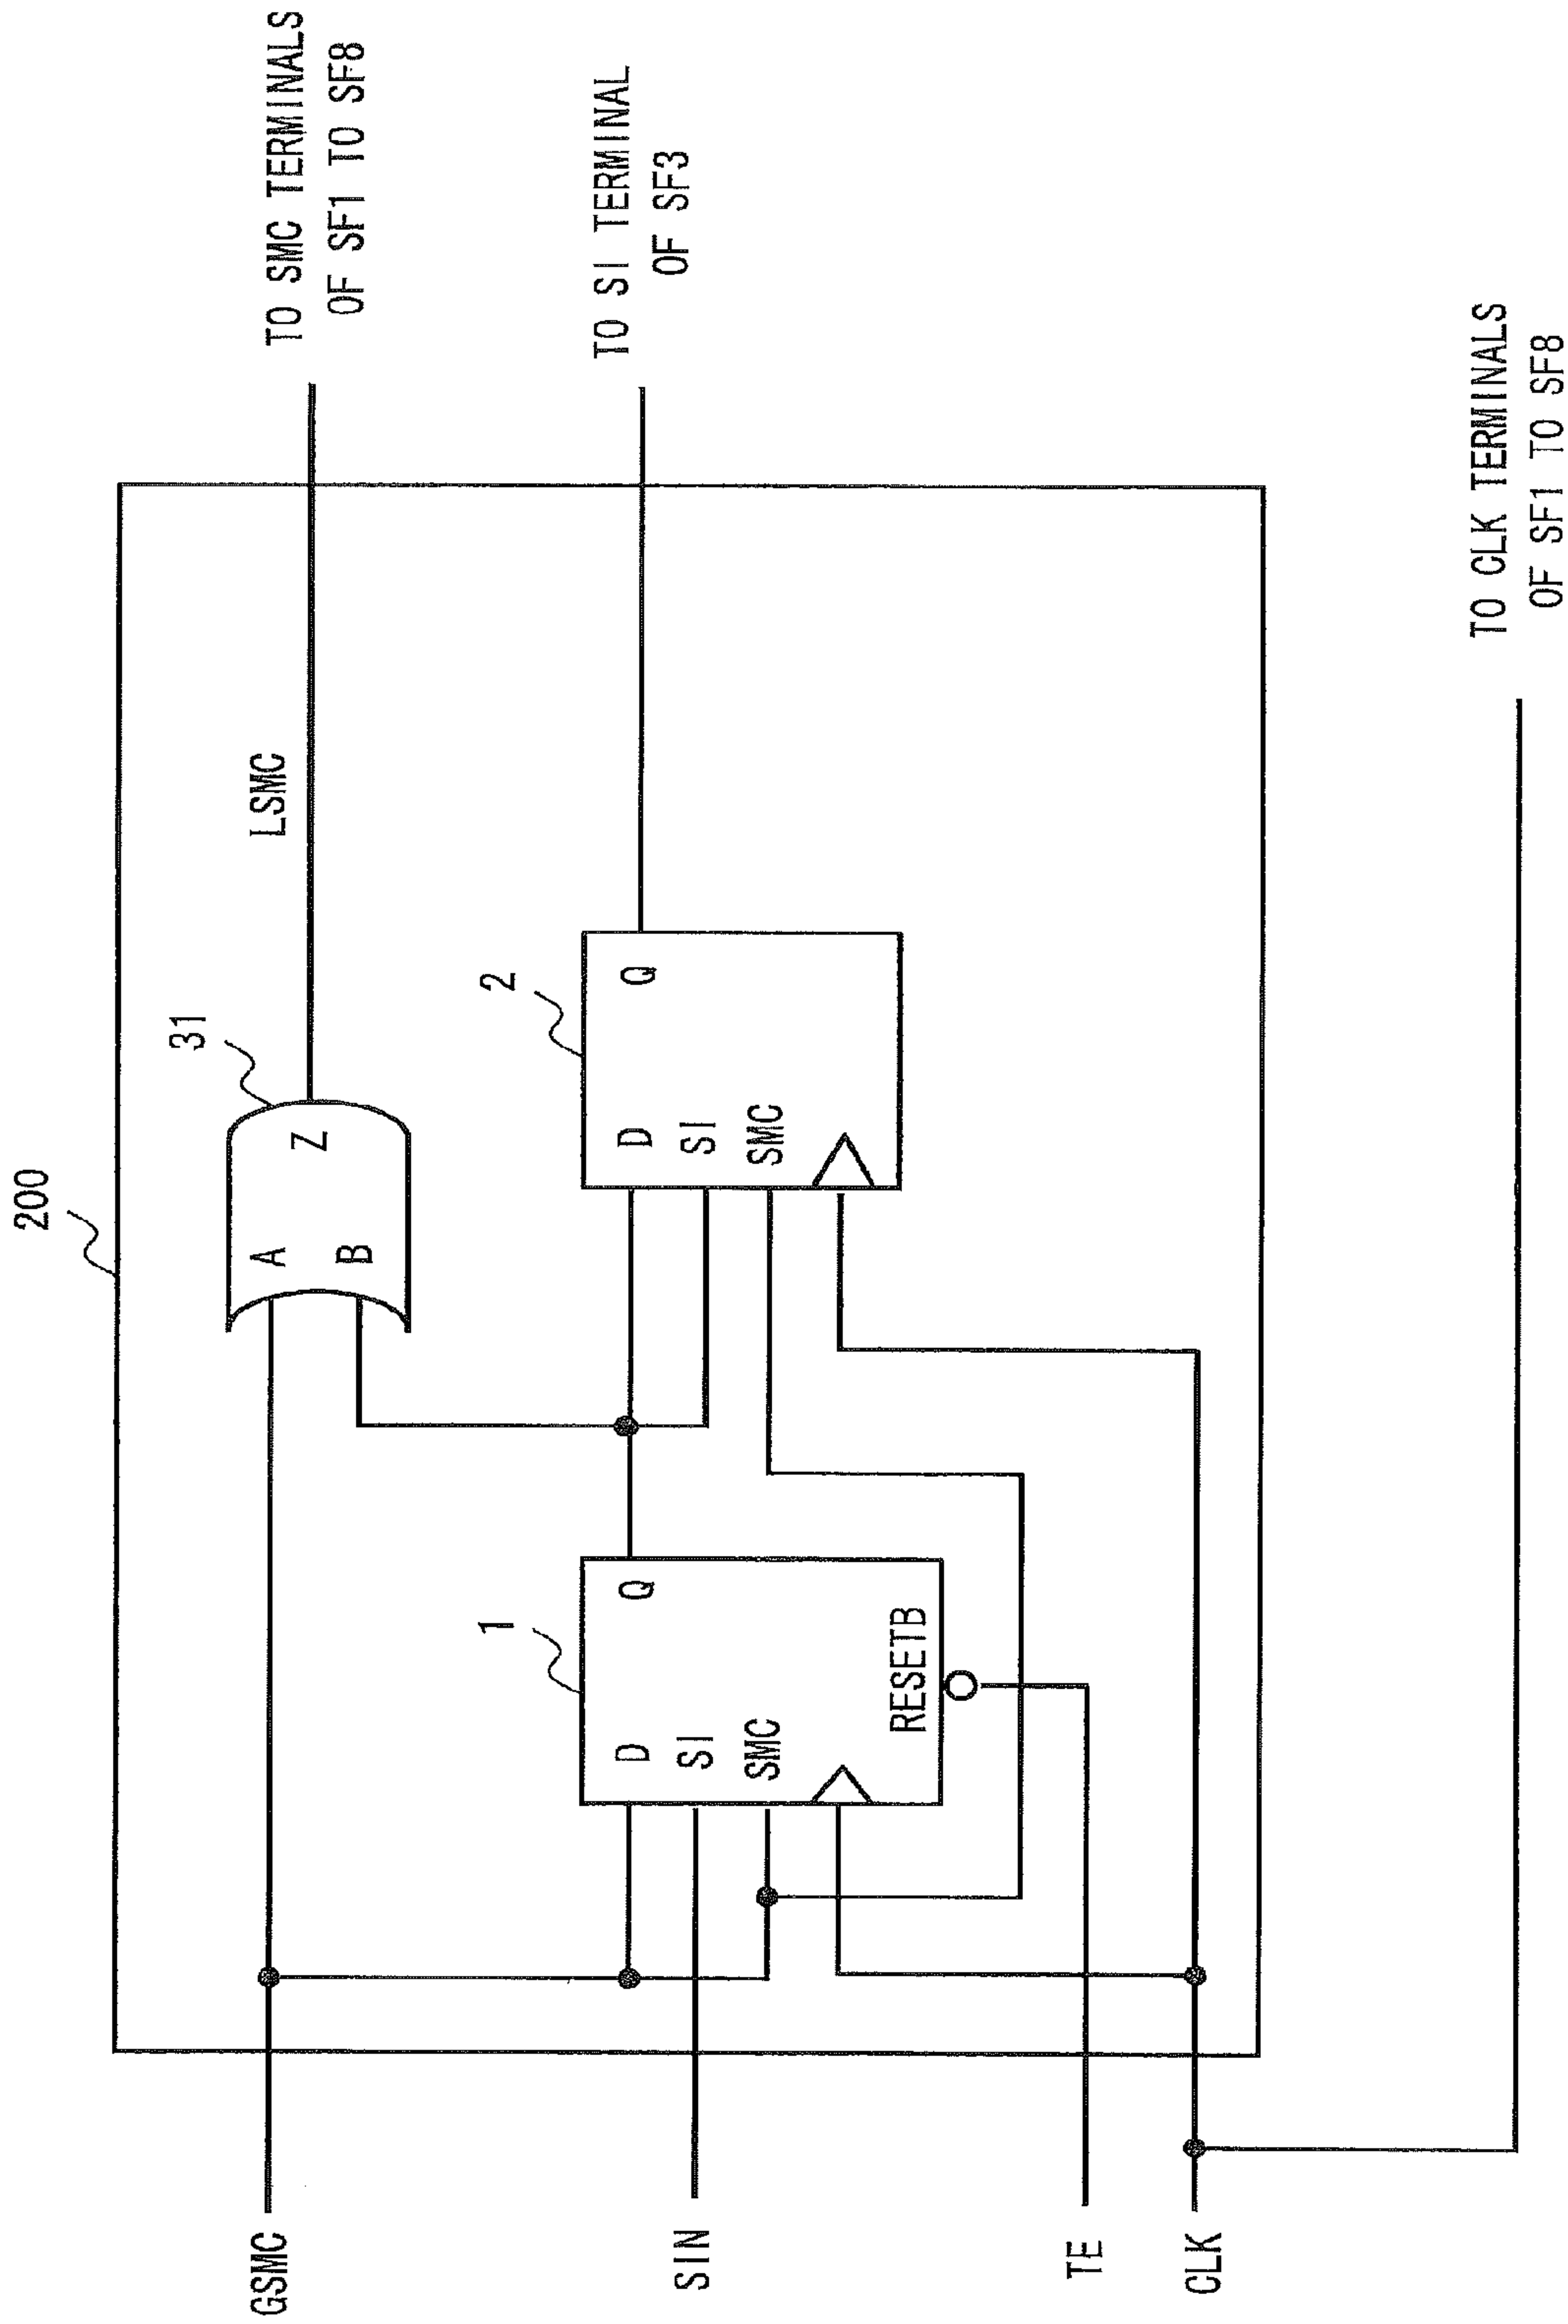 200
31
A
B
Z
LSMC
TO SMC TERMINALS
OF SF1 TO SF8
GSMC
SIN
TE
CLK
1
D
SI
SMC
Q
RESETB
2
D
SI
SMC
Q
TO SI TERMINAL
OF SF3
TO CLK TERMINALS
OF SF1 TO SF8